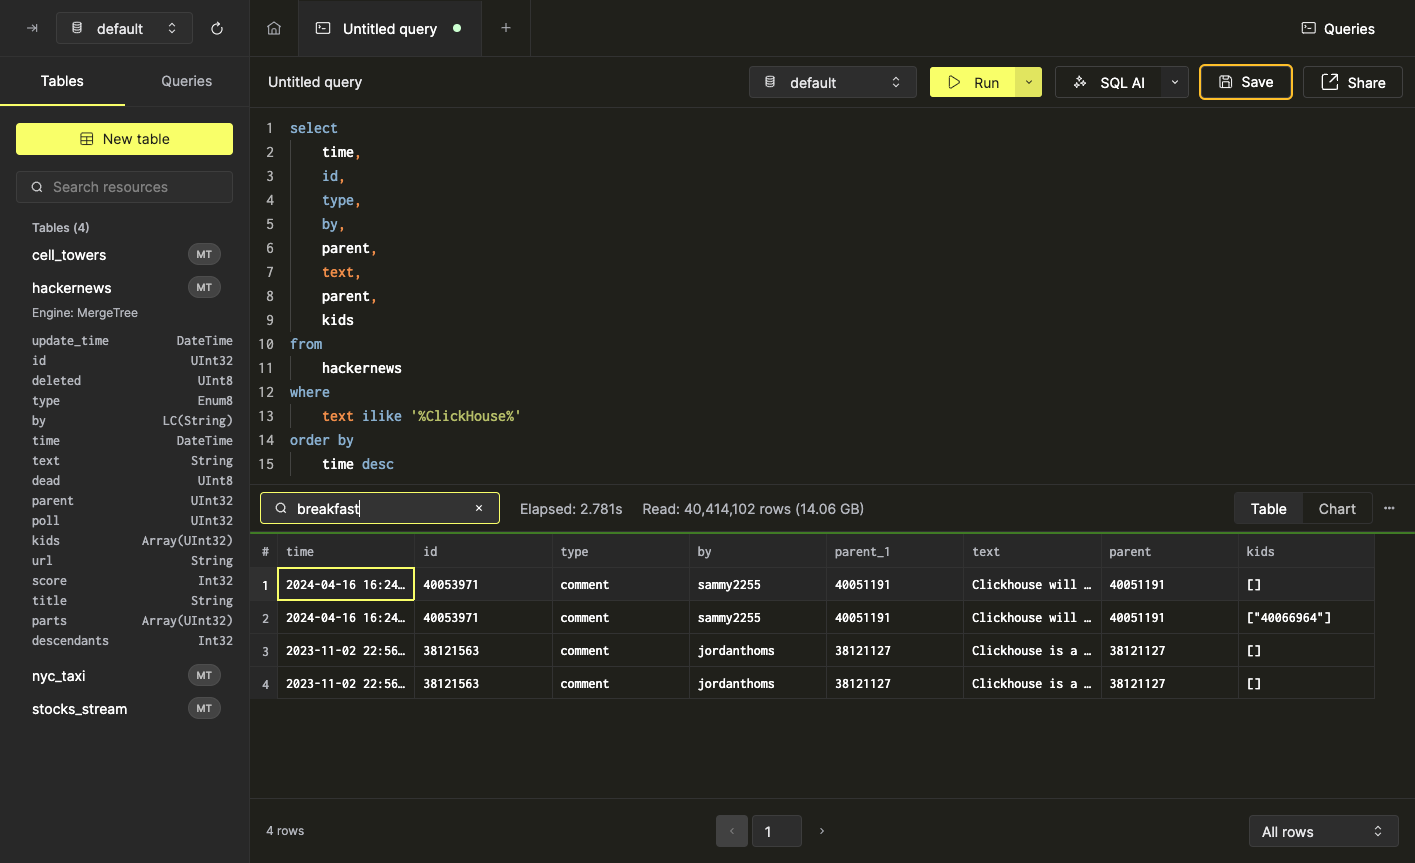 default
Untitled query
Queries
Tables
Queries
Untitled query
default
Run
SQL AI
Save
Share
New table
Search resources
Tables (4)
cell_towers MT
hackernews MT
Engine: MergeTree
update_time DateTime
id UInt32
deleted UInt8
type Enum8
by LC(String)
time DateTime
text String
dead UInt8
parent UInt32
poll UInt32
kids Array(UInt32)
url String
score Int32
title String
parts Array(UInt32)
descendants Int32
nyc_taxi MT
stocks_stream MT
1 select
2 time,
3 id,
4 type,
5 by,
6 parent,
7 text,
8 parent,
9 kids
10 from
11 hackernews
12 where
13 text ilike '%ClickHouse%'
14 order by
15 time desc
breakfast
Elapsed: 2.781s Read: 40,414,102 rows (14.06 GB)
Table
Chart
# time id type by parent_1 text parent kids
1 2024-04-16 16:24… 40053971 comment sammy2255 40051191 Clickhouse will … 40051191 []
2 2024-04-16 16:24… 40053971 comment sammy2255 40051191 Clickhouse will … 40051191 ["40066964"]
3 2023-11-02 22:56… 38121563 comment jordanthoms 38121127 Clickhouse is a … 38121127 []
4 2023-11-02 22:56… 38121563 comment jordanthoms 38121127 Clickhouse is a … 38121127 []
4 rows
1
All rows